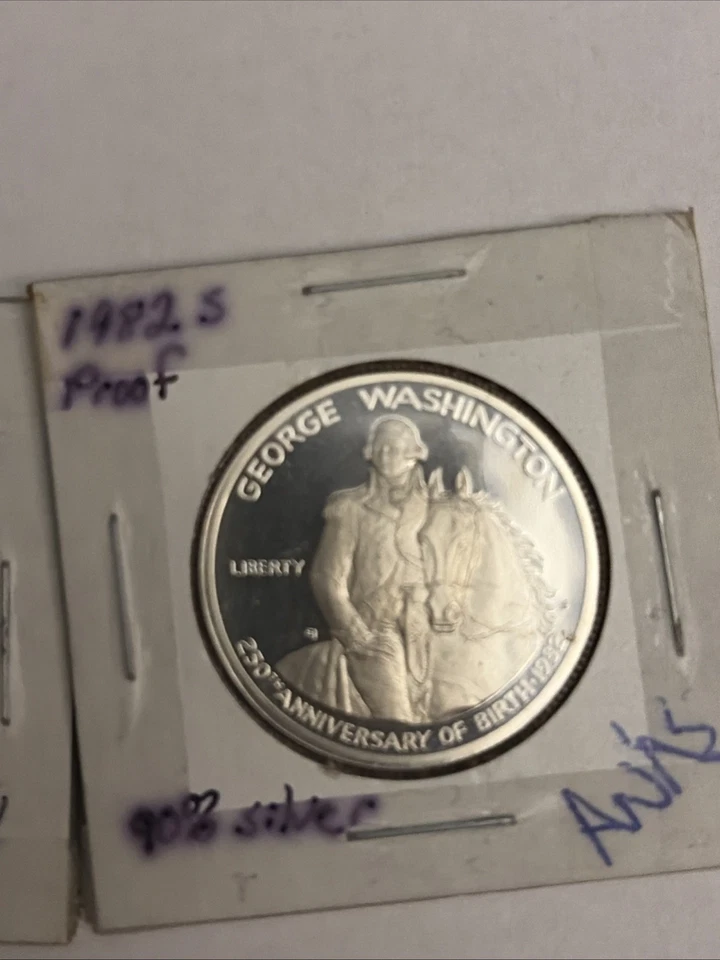 1982 S
Proof
GEORGE WASHINGTON
LIBERTY
250TH ANNIVERSARY OF BIRTH·1982
90% silver